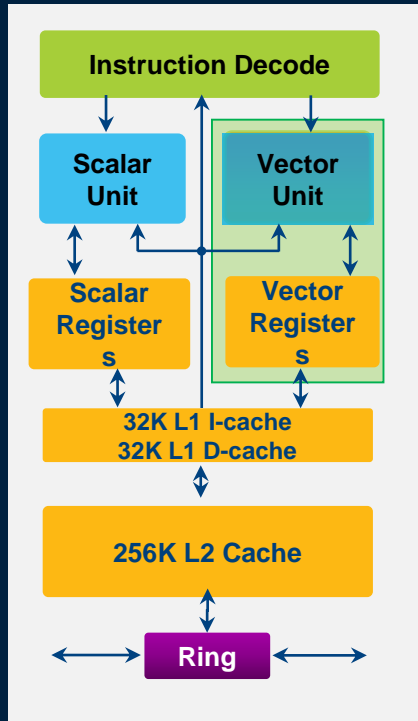 Instruction Decode
Scalar
Unit
Vector
Unit
Scalar
Register
s
Vector
Register
s
32K L1 I-cache
32K L1 D-cache
256K L2 Cache
Ring